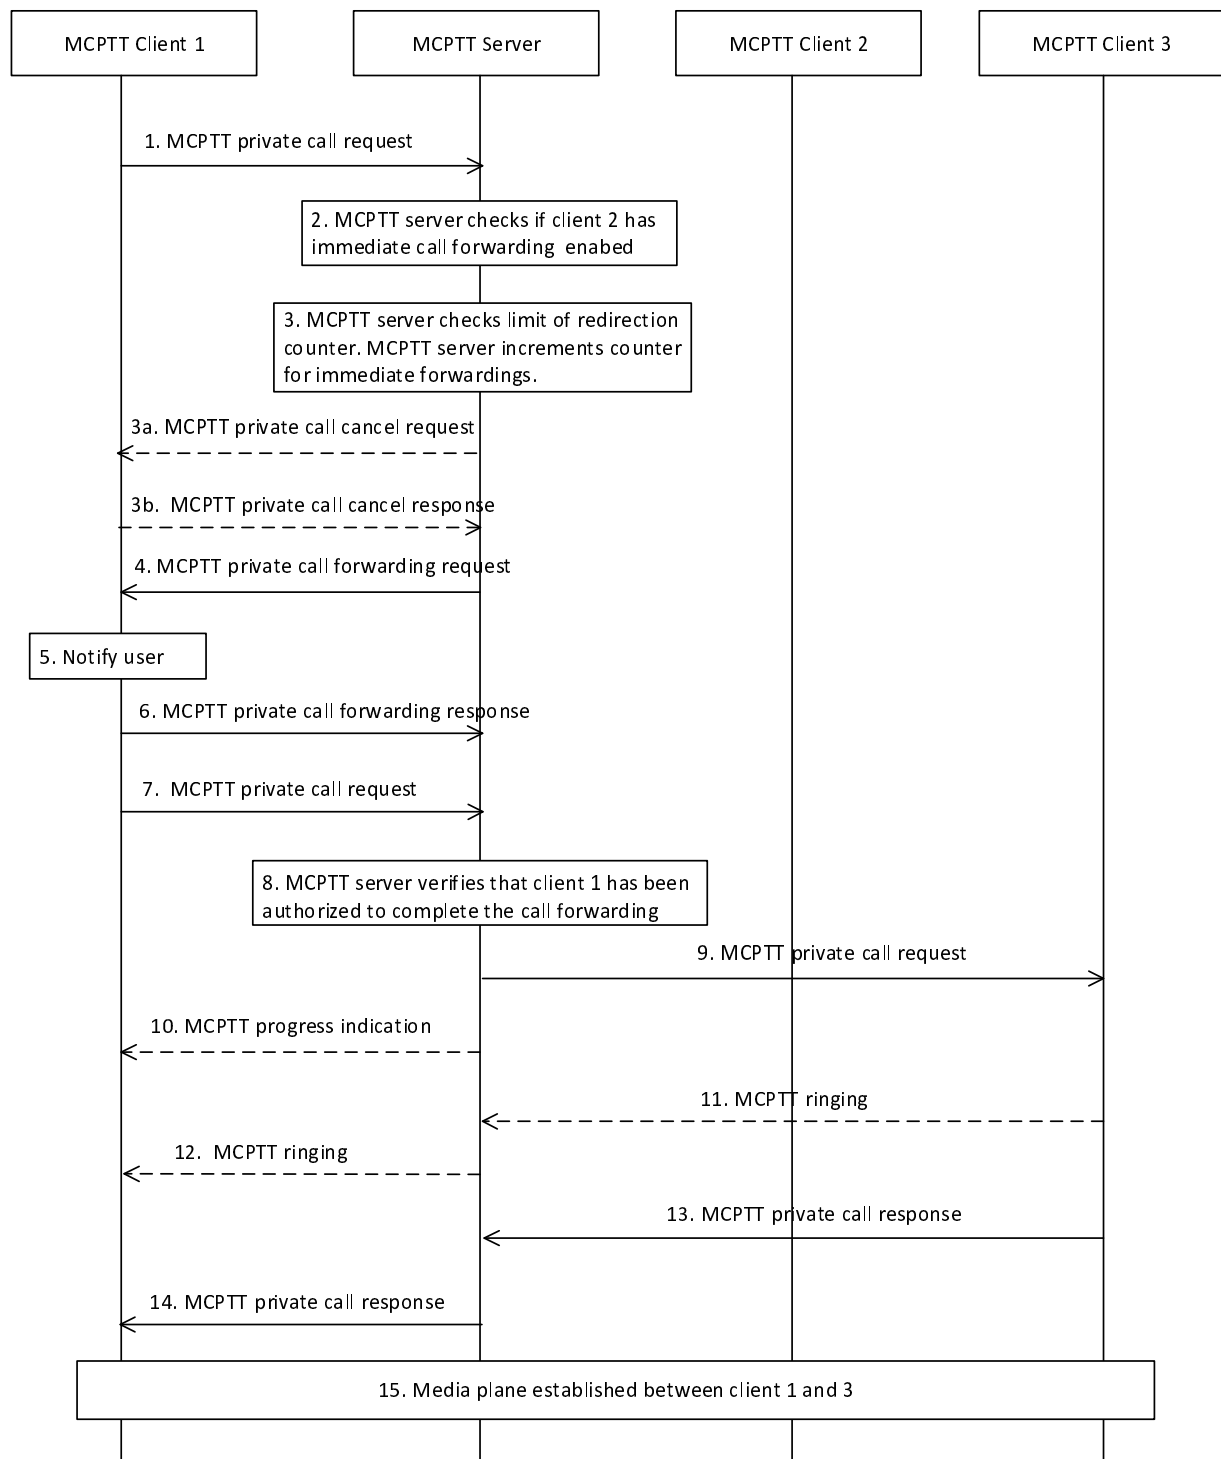 MCPTT Client 1
MCPTT Server
MCPTT Client 2
MCPTT Client 3
1. MCPTT private call request
2. MCPTT server checks if client 2 has
immediate call forwarding enabed
3. MCPTT server checks limit of redirection
counter. MCPTT server increments counter
for immediate forwardings.
3a. MCPTT private call cancel request
3b. MCPTT private call cancel response
4. MCPTT private call forwarding request
5. Notify user
6. MCPTT private call forwarding response
7. MCPTT private call request
8. MCPTT server verifies that client 1 has been
authorized to complete the call forwarding
9. MCPTT private call request
10. MCPTT progress indication
11. MCPTT ringing
12. MCPTT ringing
13. MCPTT private call response
14. MCPTT private call response
15. Media plane established between client 1 and 3